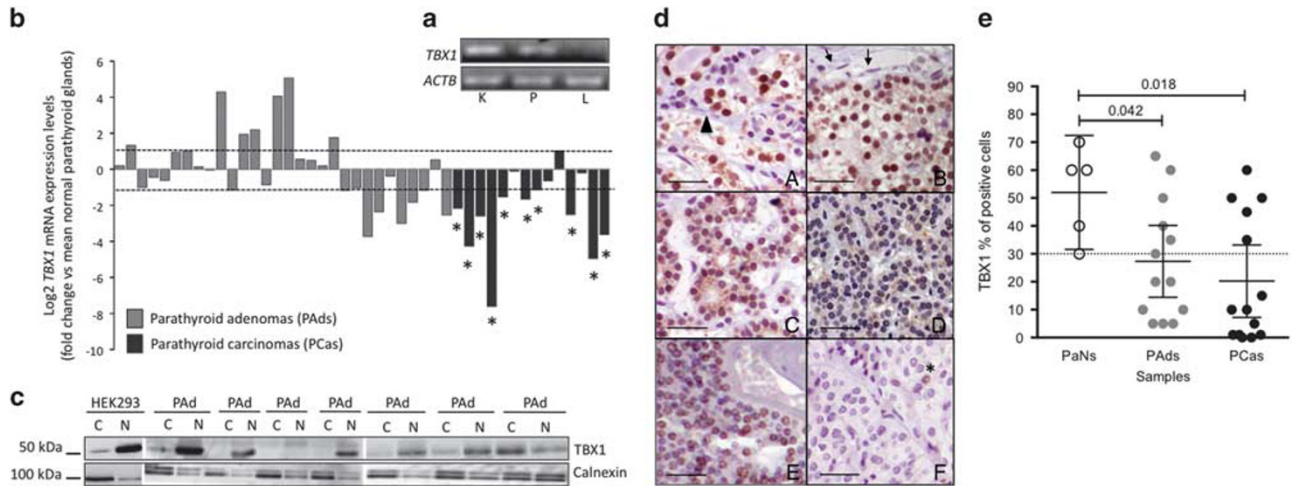 b
Log2 TBX1 mRNA expression levels
(fold change vs mean normal parathyroid glands)
6
4
2
0
-2
-4
-6
-8
-10
* * * * * * * * * *
Parathyroid adenomas (PAds)
Parathyroid carcinomas (PCas)
a
TBX1
ACTB
K P L
c
HEK293 PAd PAd PAd PAd PAd PAd PAd
C N C N C N C N C N C N C N C N
50 kDa
TBX1
100 kDa
Calnexin
d
A
B
C
D
E
F
*
e
TBX1 % of positive cells
90
80
70
60
50
40
30
20
10
0
0.018
0.042
PaNs PAds PCas
Samples